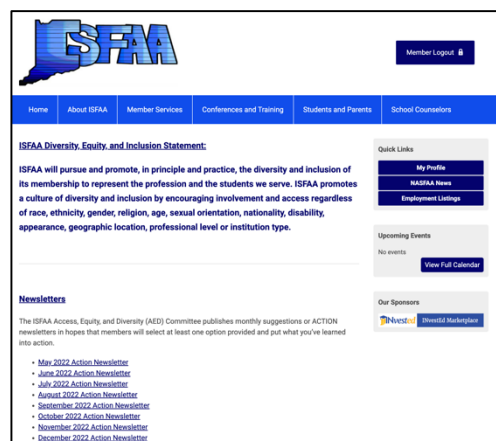 ISFAA
Member Logout
Home About ISFAA Member Services Conferences and Training Students and Parents School Counselors
ISFAA Diversity, Equity, and Inclusion Statement:
ISFAA will pursue and promote, in principle and practice, the diversity and inclusion of
its membership to represent the profession and the students we serve. ISFAA promotes
a culture of diversity and inclusion by encouraging involvement and access regardless
of race, ethnicity, gender, religion, age, sexual orientation, nationality, disability,
appearance, geographic location, professional level or institution type.
Newsletters
The ISFAA Access, Equity, and Diversity (AED) Committee publishes monthly suggestions or ACTION
newsletters in hopes that members will select at least one option provided and put what you've learned
into action.
• May 2022 Action Newsletter
• June 2022 Action Newsletter
• July 2022 Action Newsletter
• August 2022 Action Newsletter
• September 2022 Action Newsletter
• October 2022 Action Newsletter
• November 2022 Action Newsletter
• December 2022 Action Newsletter
Quick Links
My Profile
NASFAA News
Employment Listings
Upcoming Events
No events
View Full Calendar
Our Sponsors
INvestEd INvestEd Marketplace